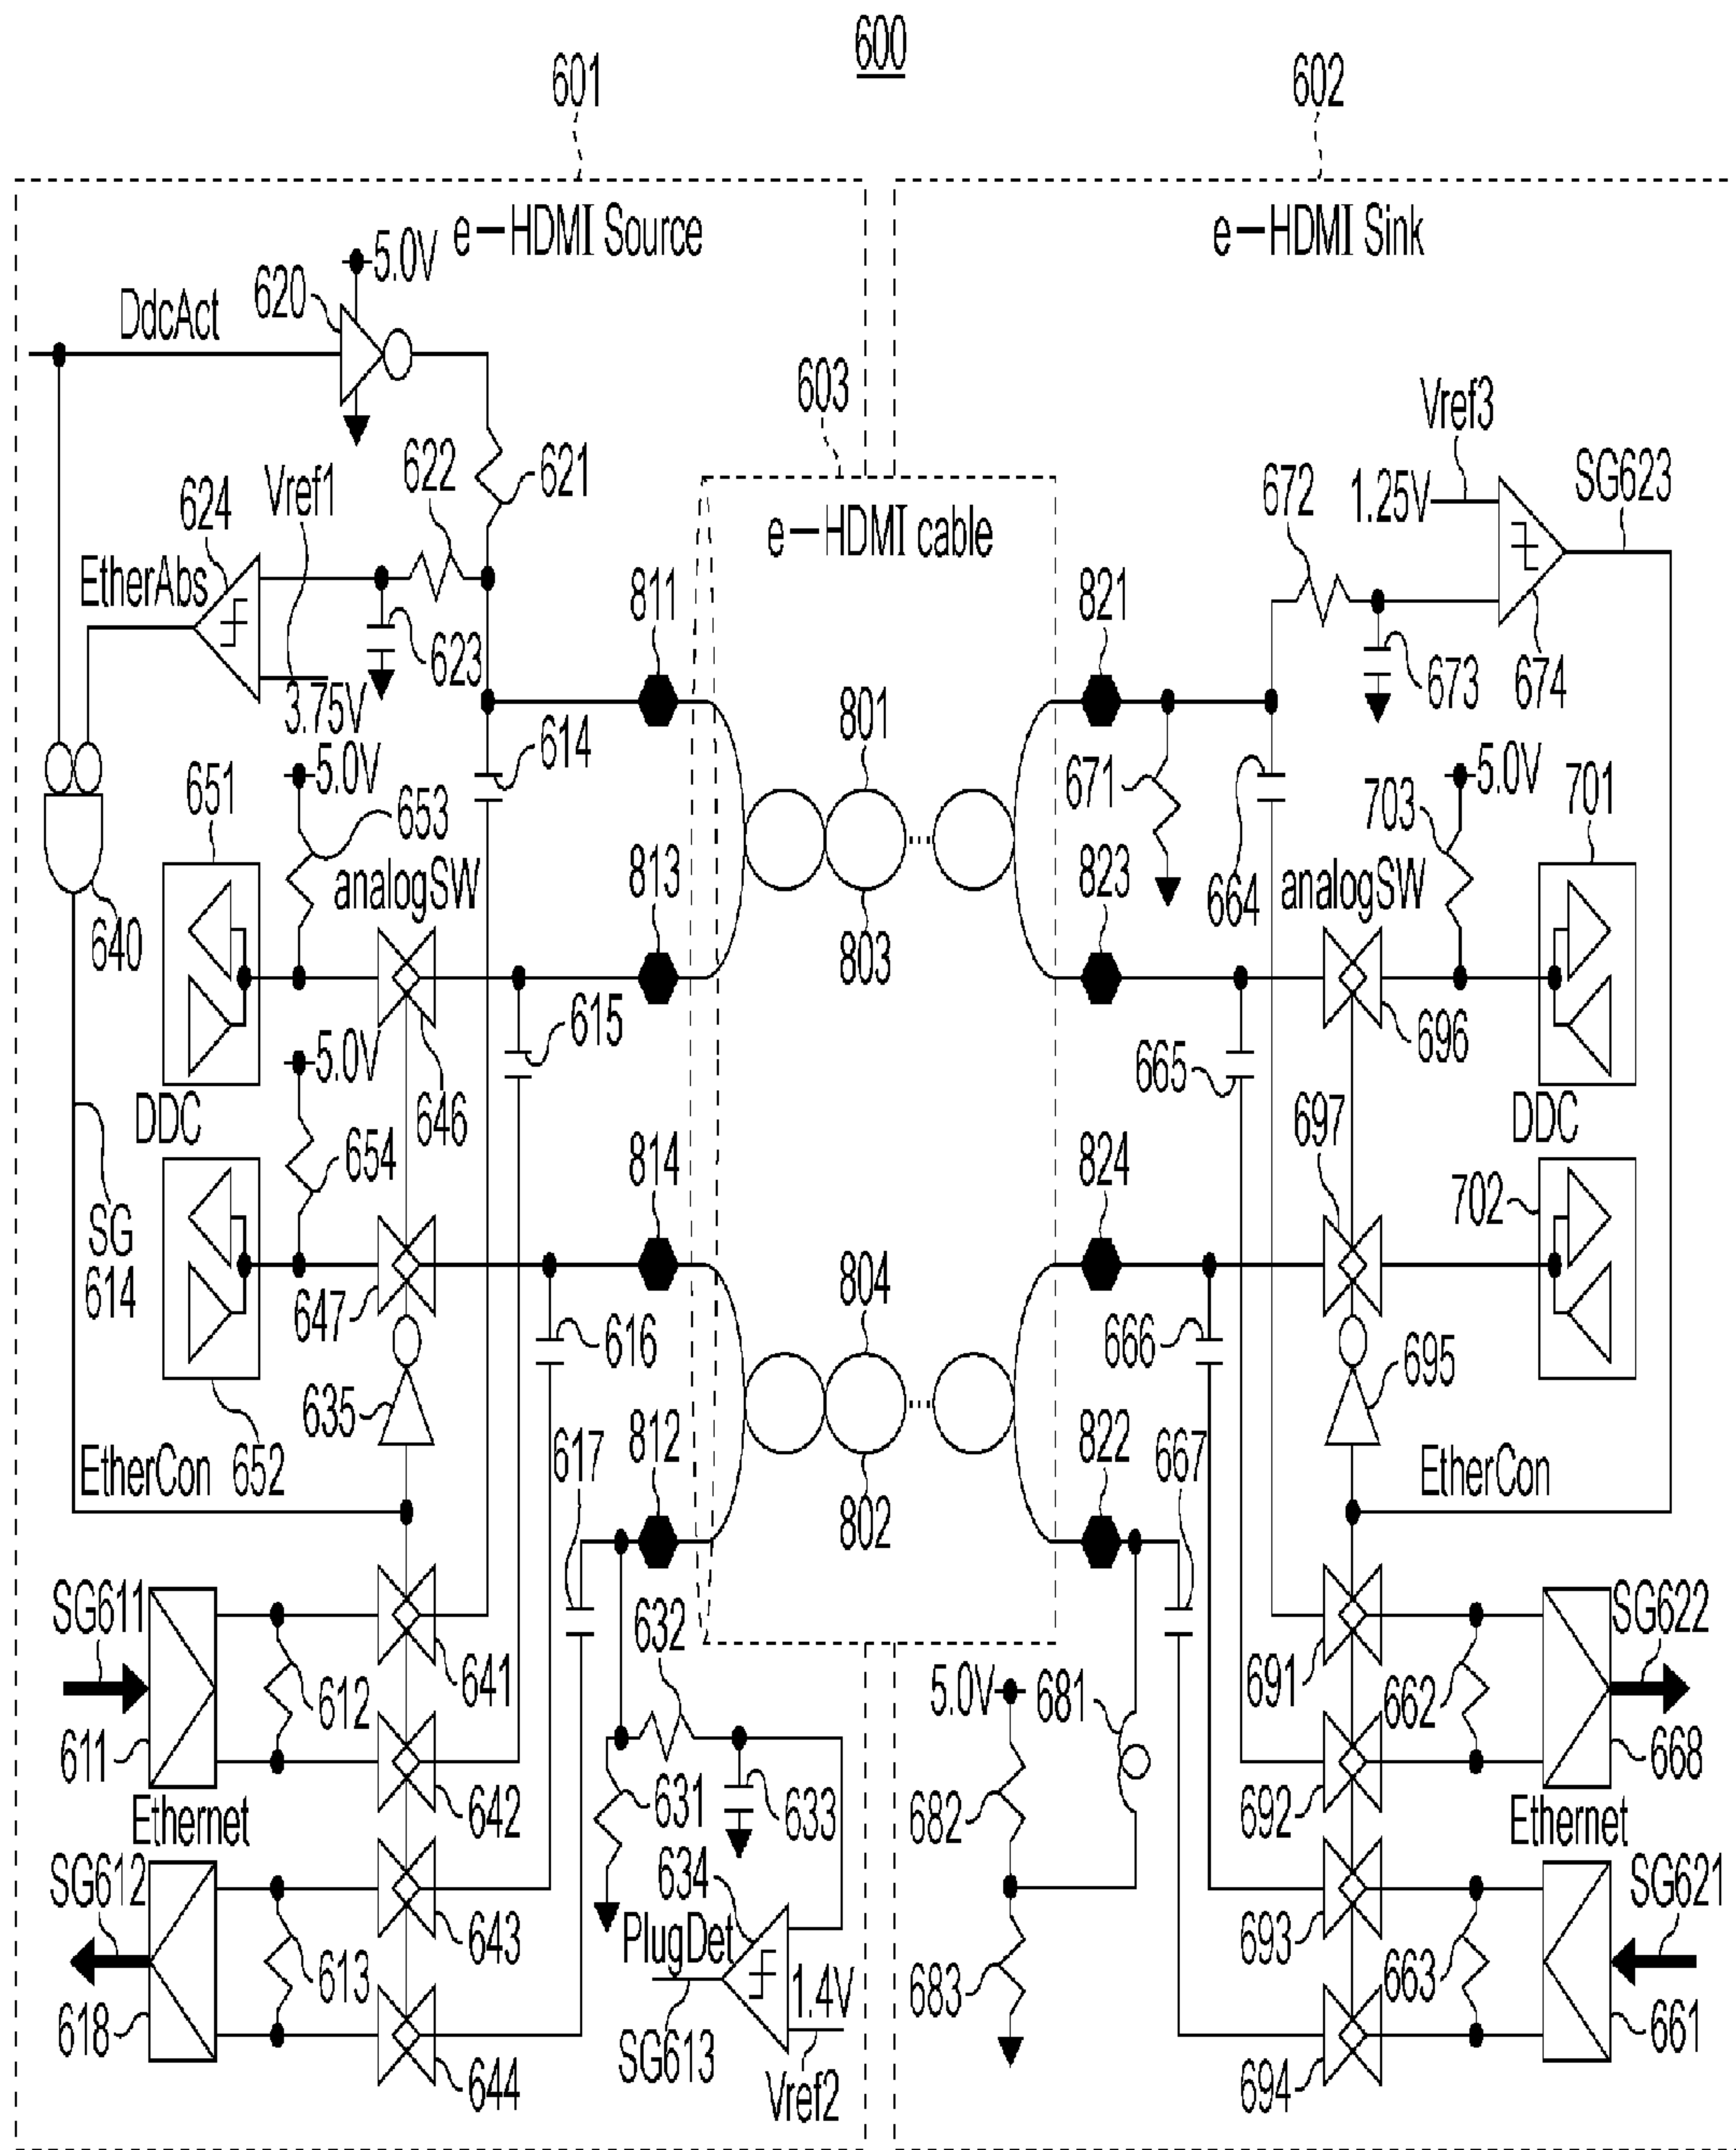 600
601
602
e-HDMI Source
e-HDMI Sink
5.0V
620
DdcAct
603
Vref3
622
621
672
1.25V
SG623
624
Vref1
e-HDMI cable
EtherAbs
811
821
623
673
674
3.75V
614
801
5.0V
5.0V
651
653
671
703
701
analogSW
813
823
664
analogSW
640
803
615
696
5.0V
665
DDC
646
697
DDC
654
814
824
702
SG
614
647
616
804
666
695
635
EtherCon
652
617
812
822
667
EtherCon
802
SG611
632
SG622
612
641
5.0V
681
691
662
611
631
633
682
692
668
Ethernet
642
Ethernet
SG612
634
SG621
PlugDet
643
693
613
1.4V
683
663
618
SG613
661
644
Vref2
694